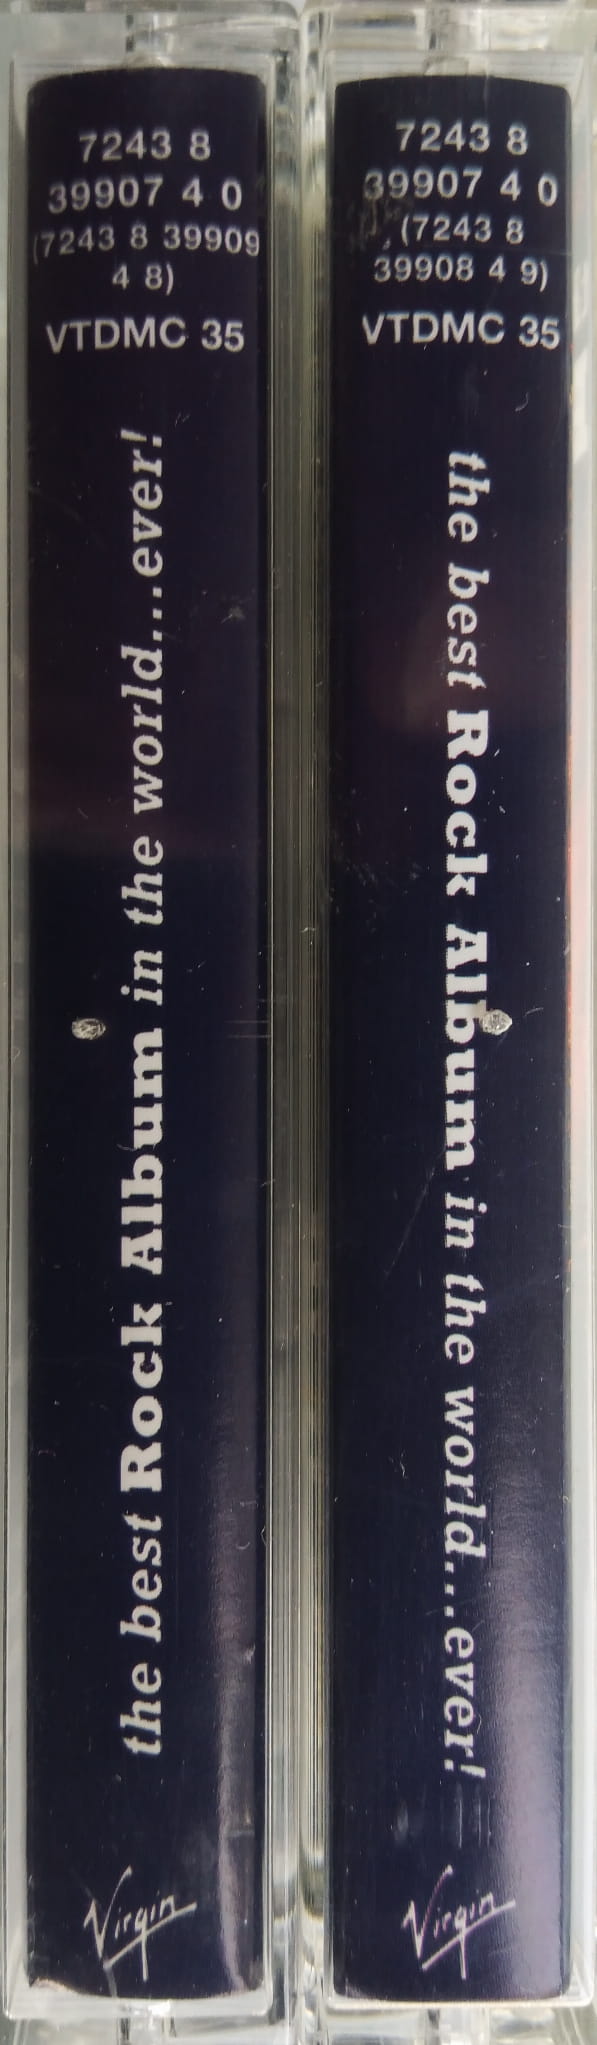 7243 8
39907 4 0
(7243 8 39909
4 8)
VTDMC 35
the best Rock Album in the world...ever!
Virgin
7243 8
39907 4 0
(7243 8
39908 4 9)
VTDMC 35
the best Rock Album in the world...ever!
Virgin